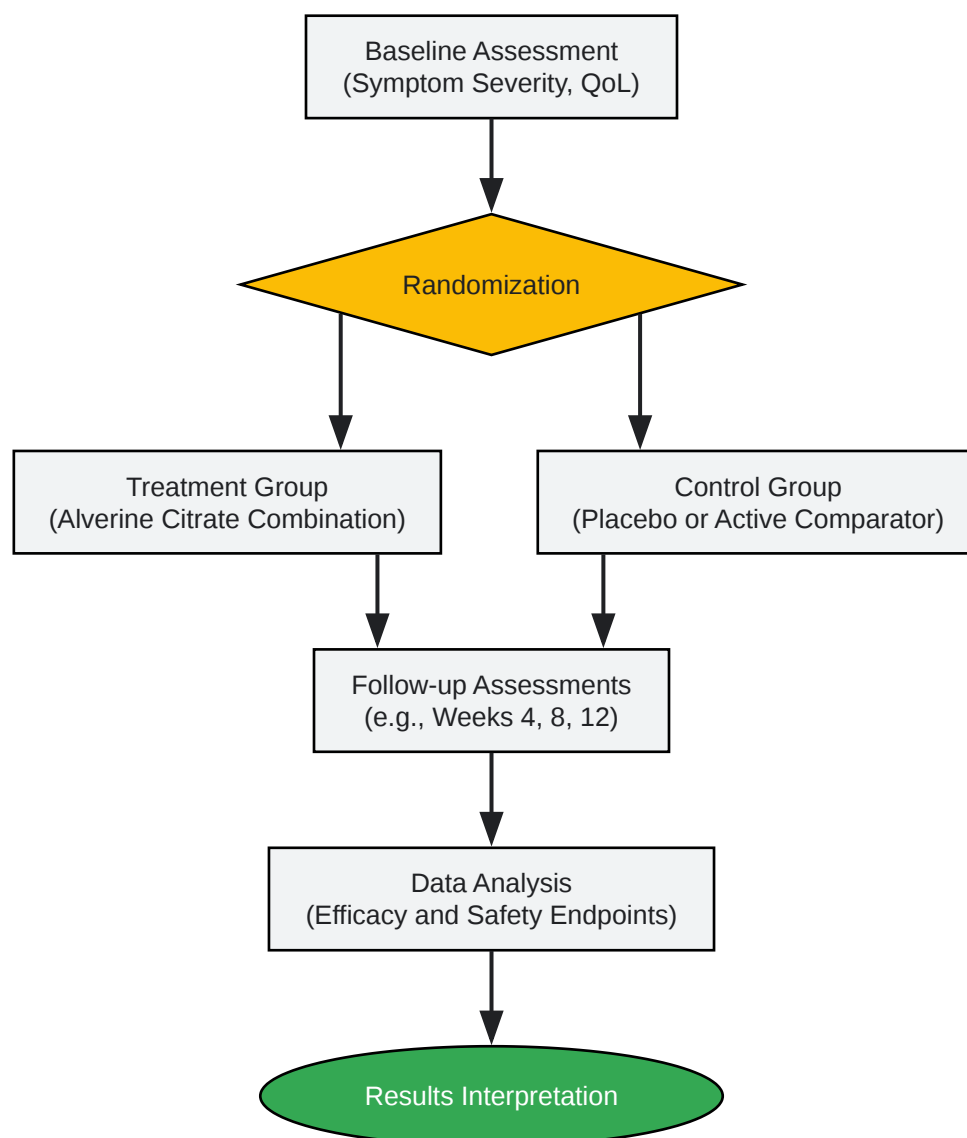 Baseline Assessment
(Symptom Severity, QoL)
Randomization
Treatment Group
(Alverine Citrate Combination)
Control Group
(Placebo or Active Comparator)
Follow-up Assessments
(e.g., Weeks 4, 8, 12)
Data Analysis
(Efficacy and Safety Endpoints)
Results Interpretation